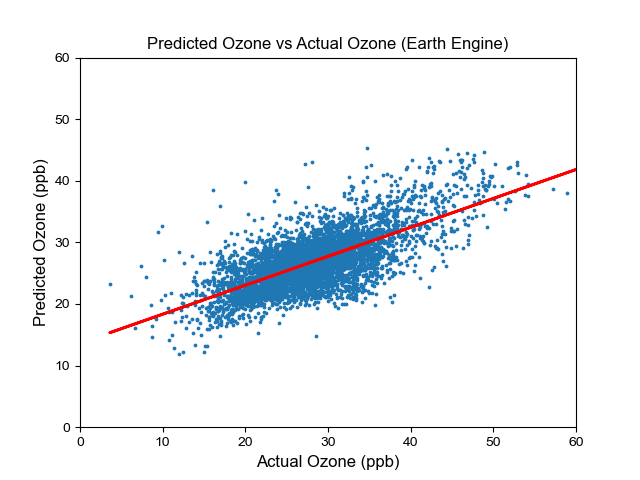 Predicted Ozone vs Actual Ozone (Earth Engine)
60
50
40
30
20
10
0
Predicted Ozone (ppb)
0 10 20 30 40 50 60
Actual Ozone (ppb)